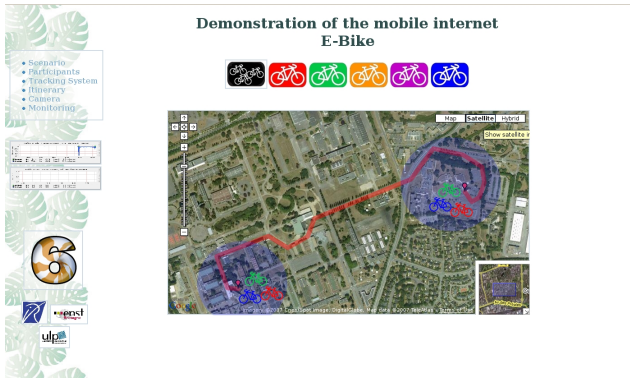 Demonstration of the mobile internet
E-Bike
Scenario
Participants
Tracking System
Itinerary
Camera
Monitoring
Map
Satellite
Hybrid
Show satellite i
6
enst
ulp